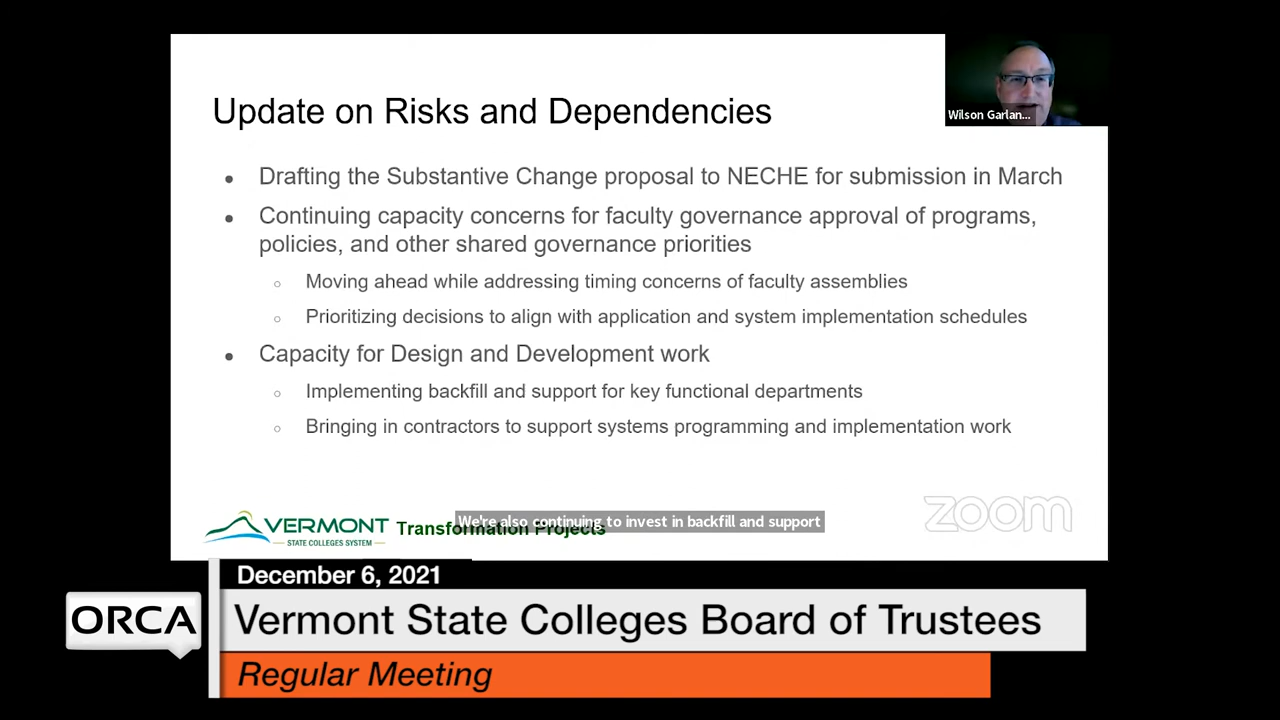 Update on Risks and Dependencies
Wilson Garlan...
Drafting the Substantive Change proposal to NECHE for submission in March
Continuing capacity concerns for faculty governance approval of programs,
policies, and other shared governance priorities
Moving ahead while addressing timing concerns of faculty assemblies
Prioritizing decisions to align with application and system implementation schedules
Capacity for Design and Development work
Implementing backfill and support for key functional departments
Bringing in contractors to support systems programming and implementation work
zoom
VERMONT
STATE COLLEGES SYSTEM
Transformation Projects
We're also continuing to invest in backfill and support
December 6, 2021
ORCA
Vermont State Colleges Board of Trustees
Regular Meeting